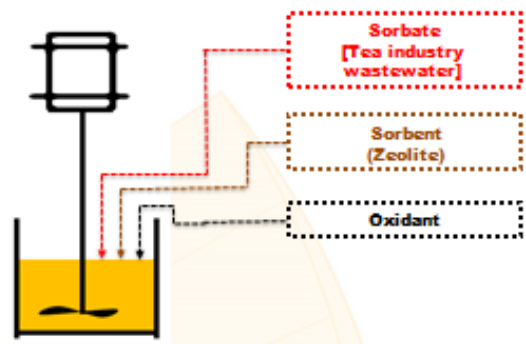 Sorbate
[Tea industry
wastewater]
Sorbent
(Zeolite)
Oxidant